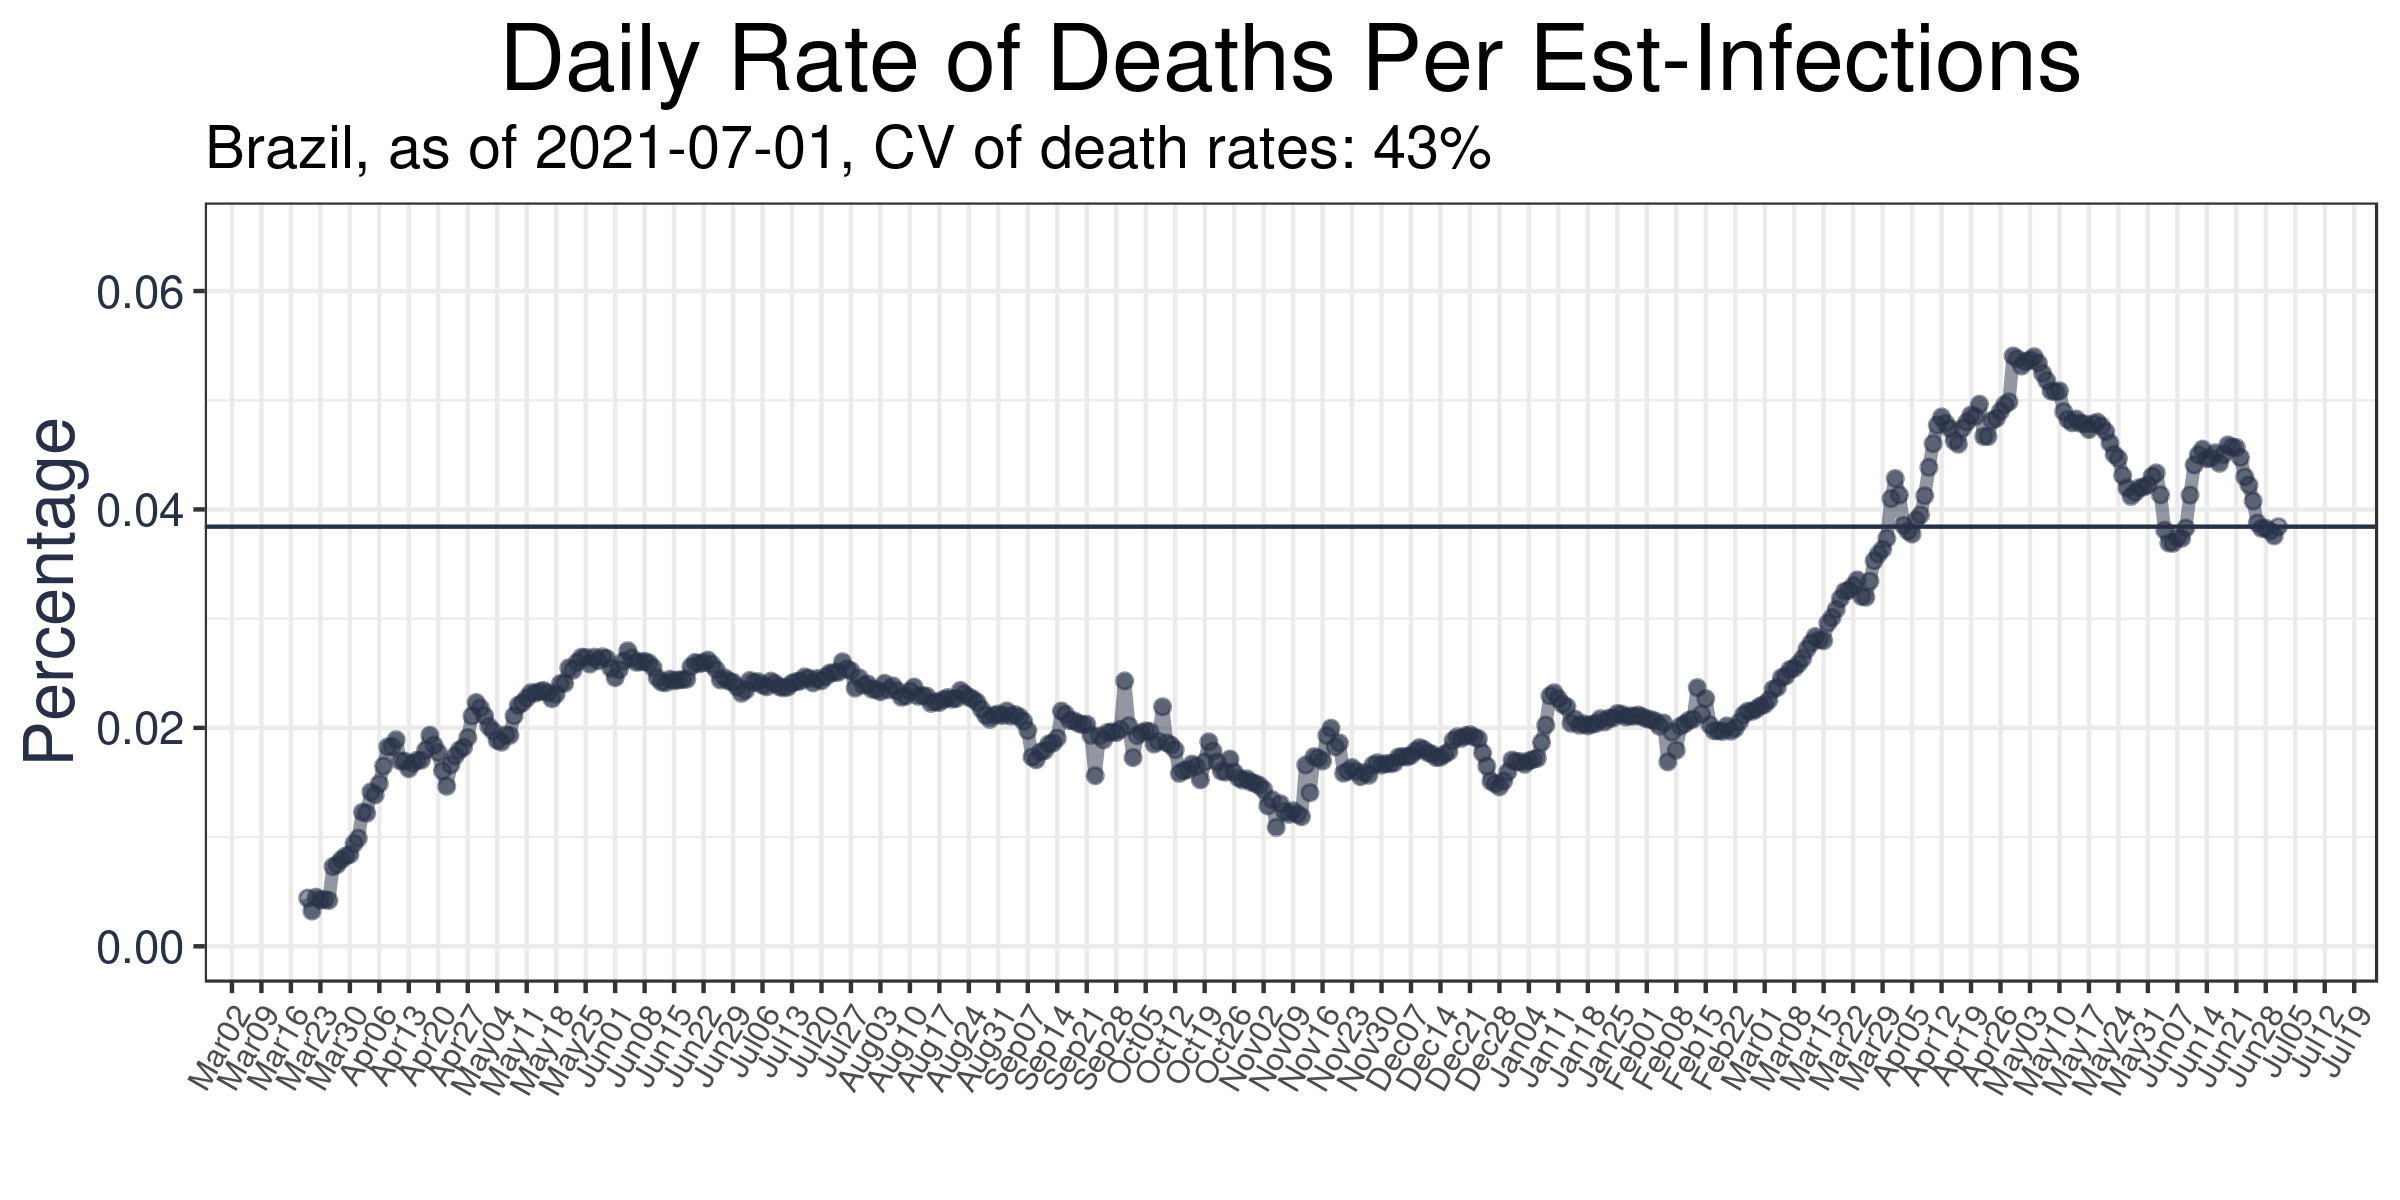 Daily Rate of Deaths Per Est-Infections
Brazil, as of 2021-07-01, CV of death rates: 43%
Percentage
0.06
0.04
0.02
0.00
Mar02
Mar09
Mar16
Mar23
Mar30
Apr06
Apr13
Apr20
Apr27
May04
May11
May18
May25
Jun01
Jun08
Jun15
Jun22
Jun29
Jul06
Jul13
Jul20
Jul27
Aug03
Aug10
Aug17
Aug24
Aug31
Sep07
Sep14
Sep21
Sep28
Oct05
Oct12
Oct19
Oct26
Nov02
Nov09
Nov16
Nov23
Nov30
Dec07
Dec14
Dec21
Dec28
Jan04
Jan11
Jan18
Jan25
Feb01
Feb08
Feb15
Feb22
Mar01
Mar08
Mar15
Mar22
Mar29
Apr05
Apr12
Apr19
Apr26
May03
May10
May17
May24
May31
Jun07
Jun14
Jun21
Jun28
Jul05
Jul12
Jul19